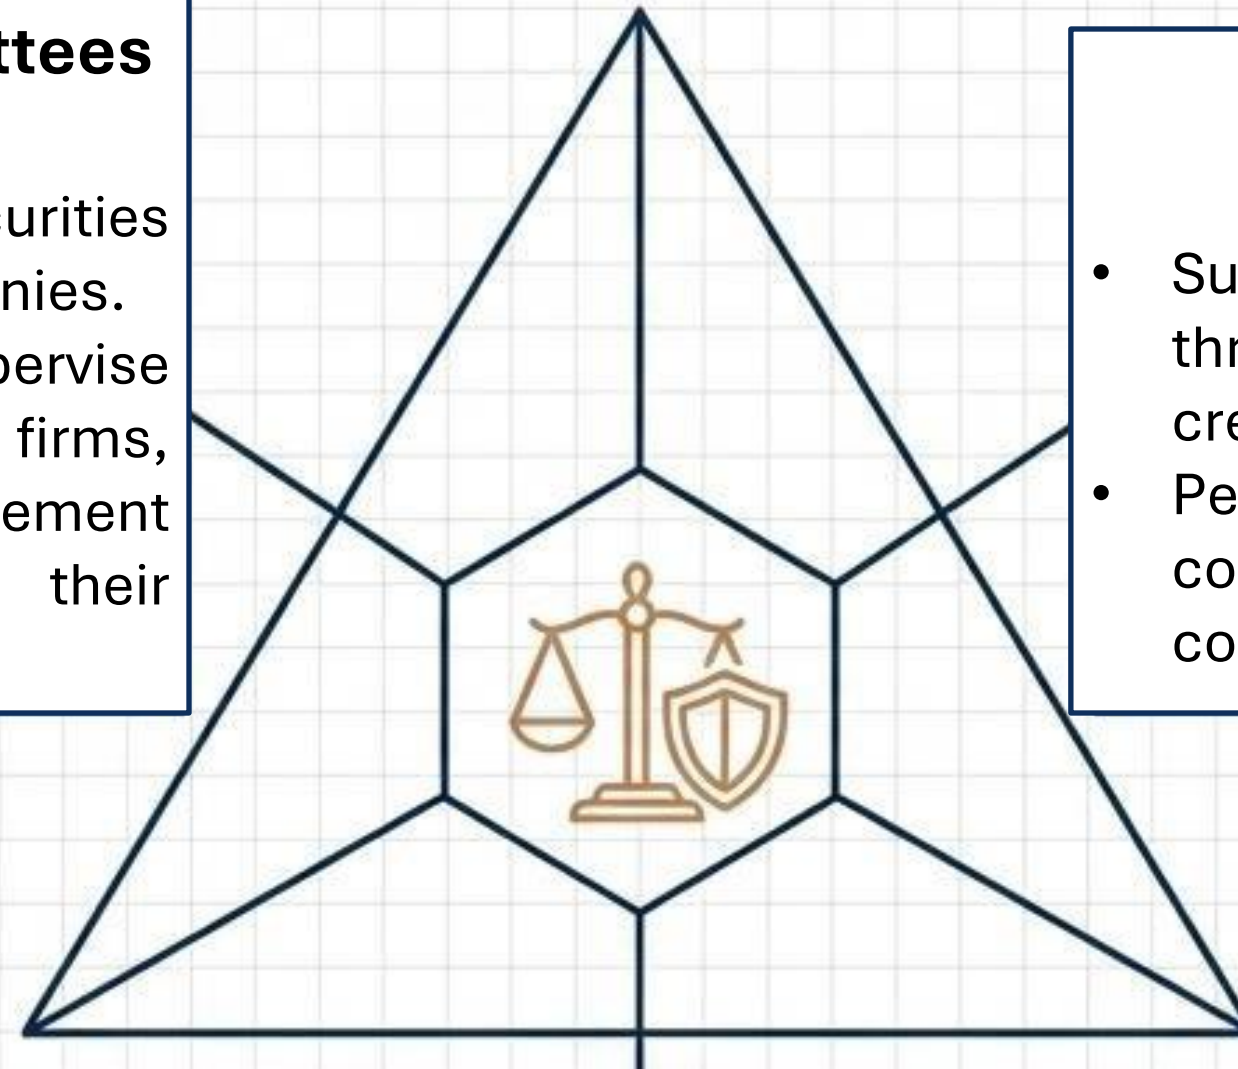 ttees
urities
nies.
pervise
firms,
ement
their
• Su
thr
cre
• Pe
co
co